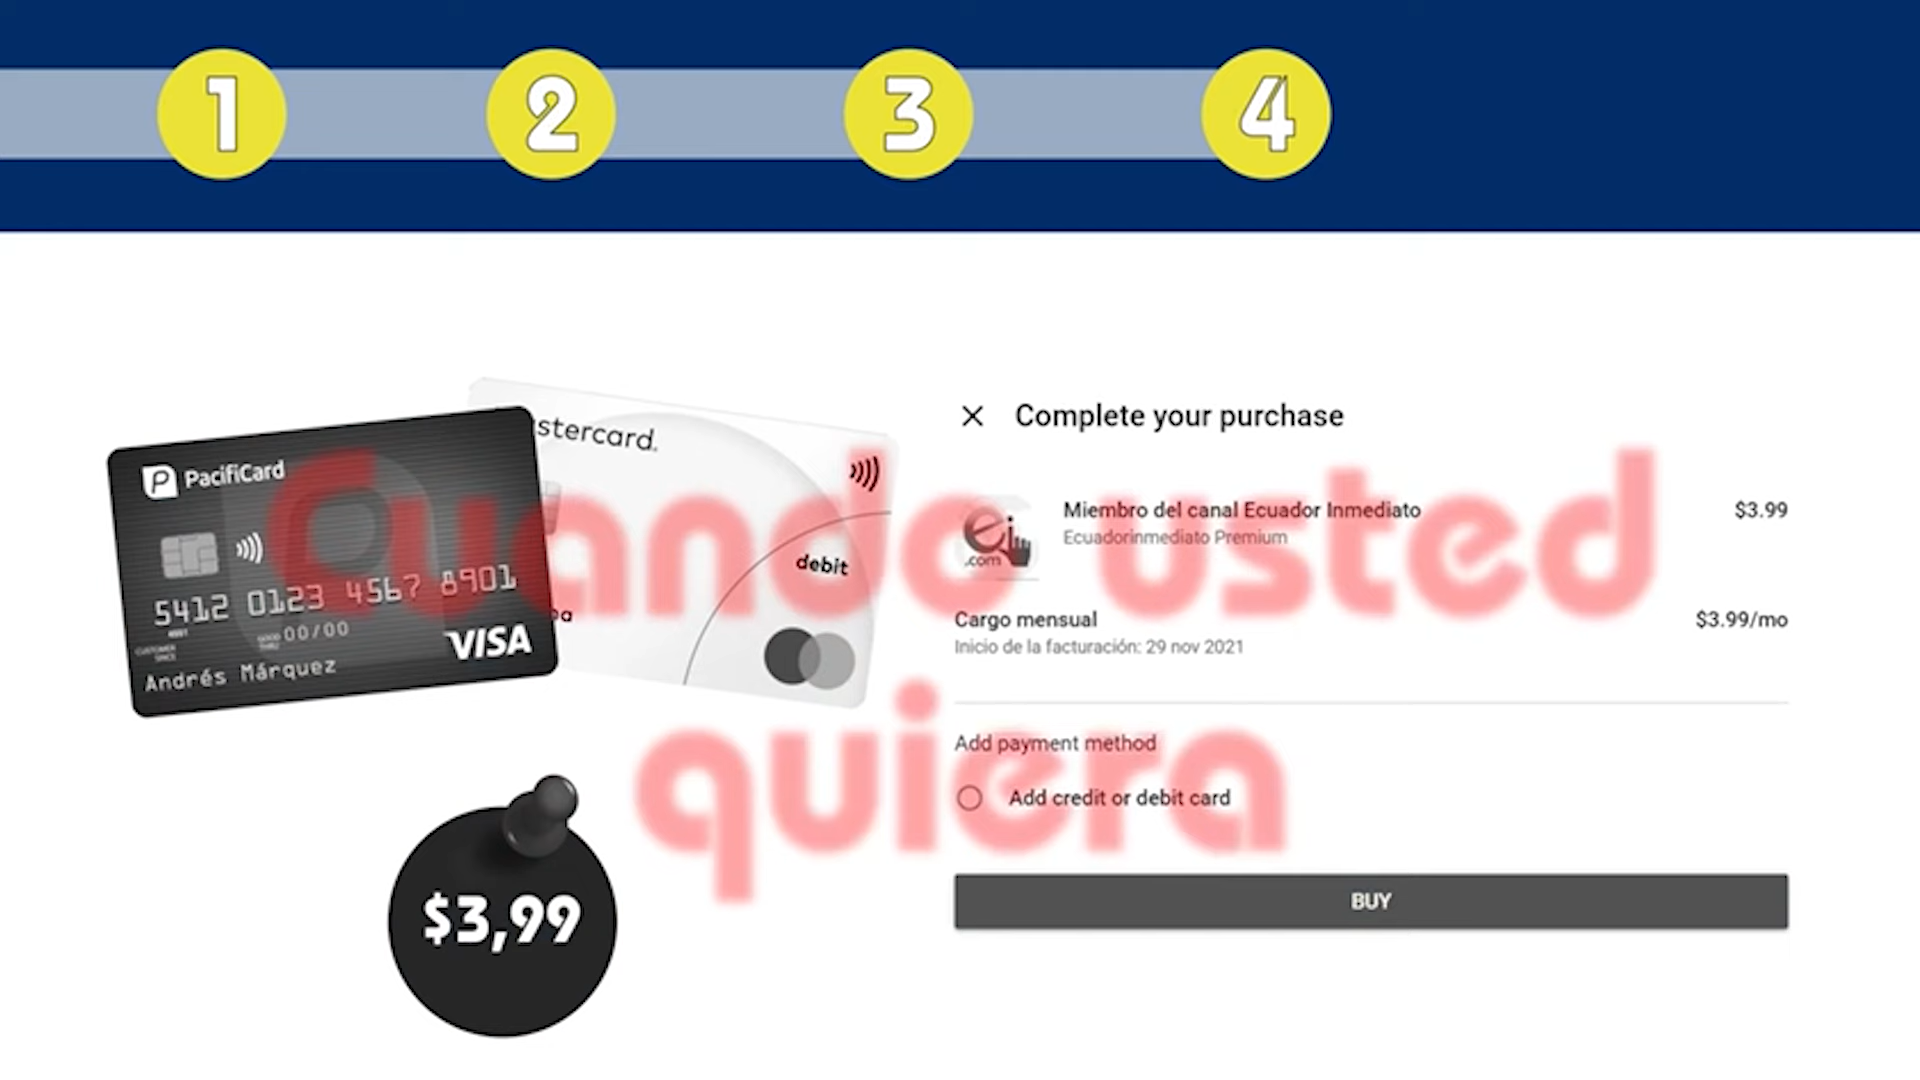 1 2 3 4
stercard.
PacifiCard
debit
5412 0123 4567 8901
00/00
VISA
Andrés Márquez
$3,99
Cuando usted
quiera
Complete your purchase
ei
.com
Miembro del canal Ecuador Inmediato
$3.99
Ecuadorinmediato Premium
Cargo mensual
$3.99/mo
Inicio de la facturación: 29 nov 2021
Add payment method
Add credit or debit card
BUY